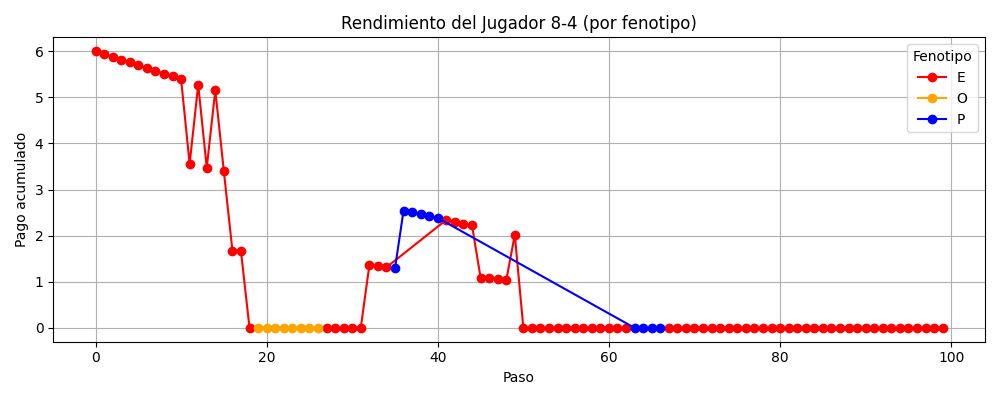 Rendimiento del Jugador 8-4 (por fenotipo)
Pago acumulado
6
5
4
3
2
1
0
0 20 40 60 80 100
Paso
Fenotipo
E
O
P